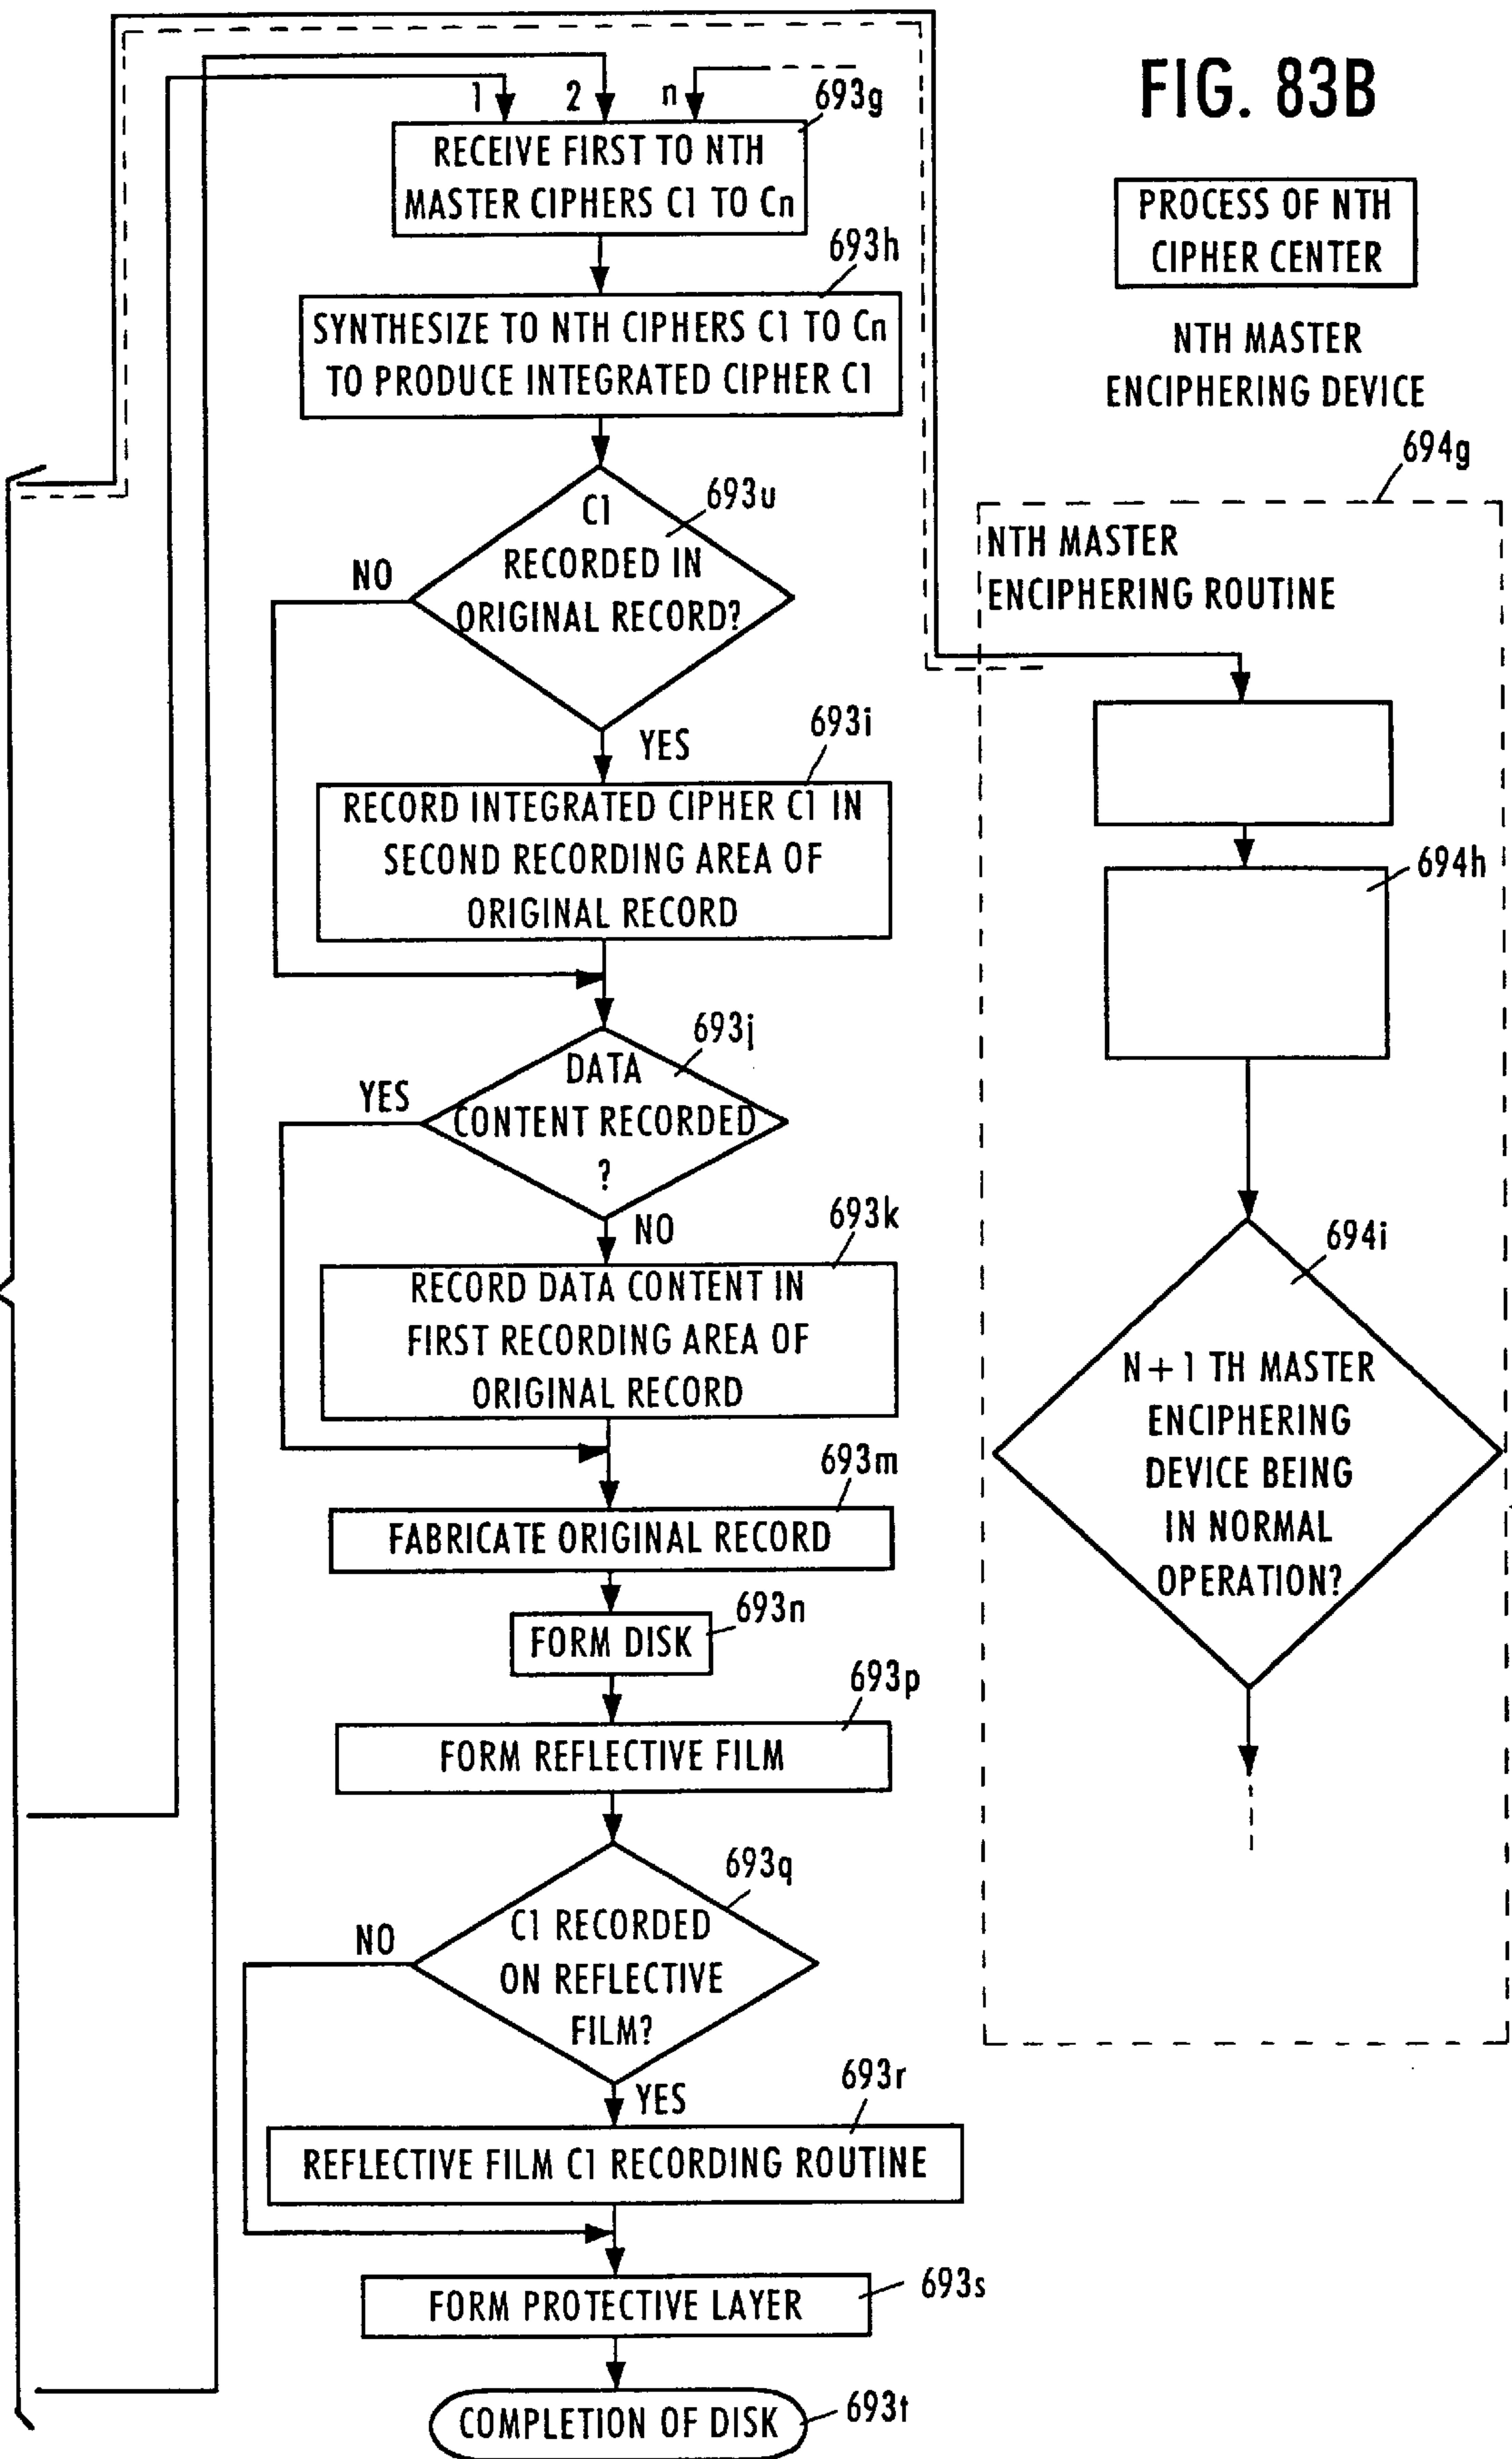 FIG. 83B
1
2
n
693g
RECEIVE FIRST TO NTH
MASTER CIPHERS C1 TO Cn
693h
SYNTHESIZE TO NTH CIPHERS C1 TO Cn
TO PRODUCE INTEGRATED CIPHER C1
693u
C1
RECORDED IN
ORIGINAL RECORD?
NO
YES
693i
RECORD INTEGRATED CIPHER C1 IN
SECOND RECORDING AREA OF
ORIGINAL RECORD
693j
DATA
CONTENT RECORDED
?
YES
NO
693k
RECORD DATA CONTENT IN
FIRST RECORDING AREA OF
ORIGINAL RECORD
693m
FABRICATE ORIGINAL RECORD
693n
FORM DISK
693p
FORM REFLECTIVE FILM
693q
C1 RECORDED
ON REFLECTIVE
FILM?
NO
YES
693r
REFLECTIVE FILM C1 RECORDING ROUTINE
FORM PROTECTIVE LAYER
693s
COMPLETION OF DISK
693t
PROCESS OF NTH
CIPHER CENTER
NTH MASTER
ENCIPHERING DEVICE
694g
NTH MASTER
ENCIPHERING ROUTINE
694h
694i
N+1 TH MASTER
ENCIPHERING
DEVICE BEING
IN NORMAL
OPERATION?